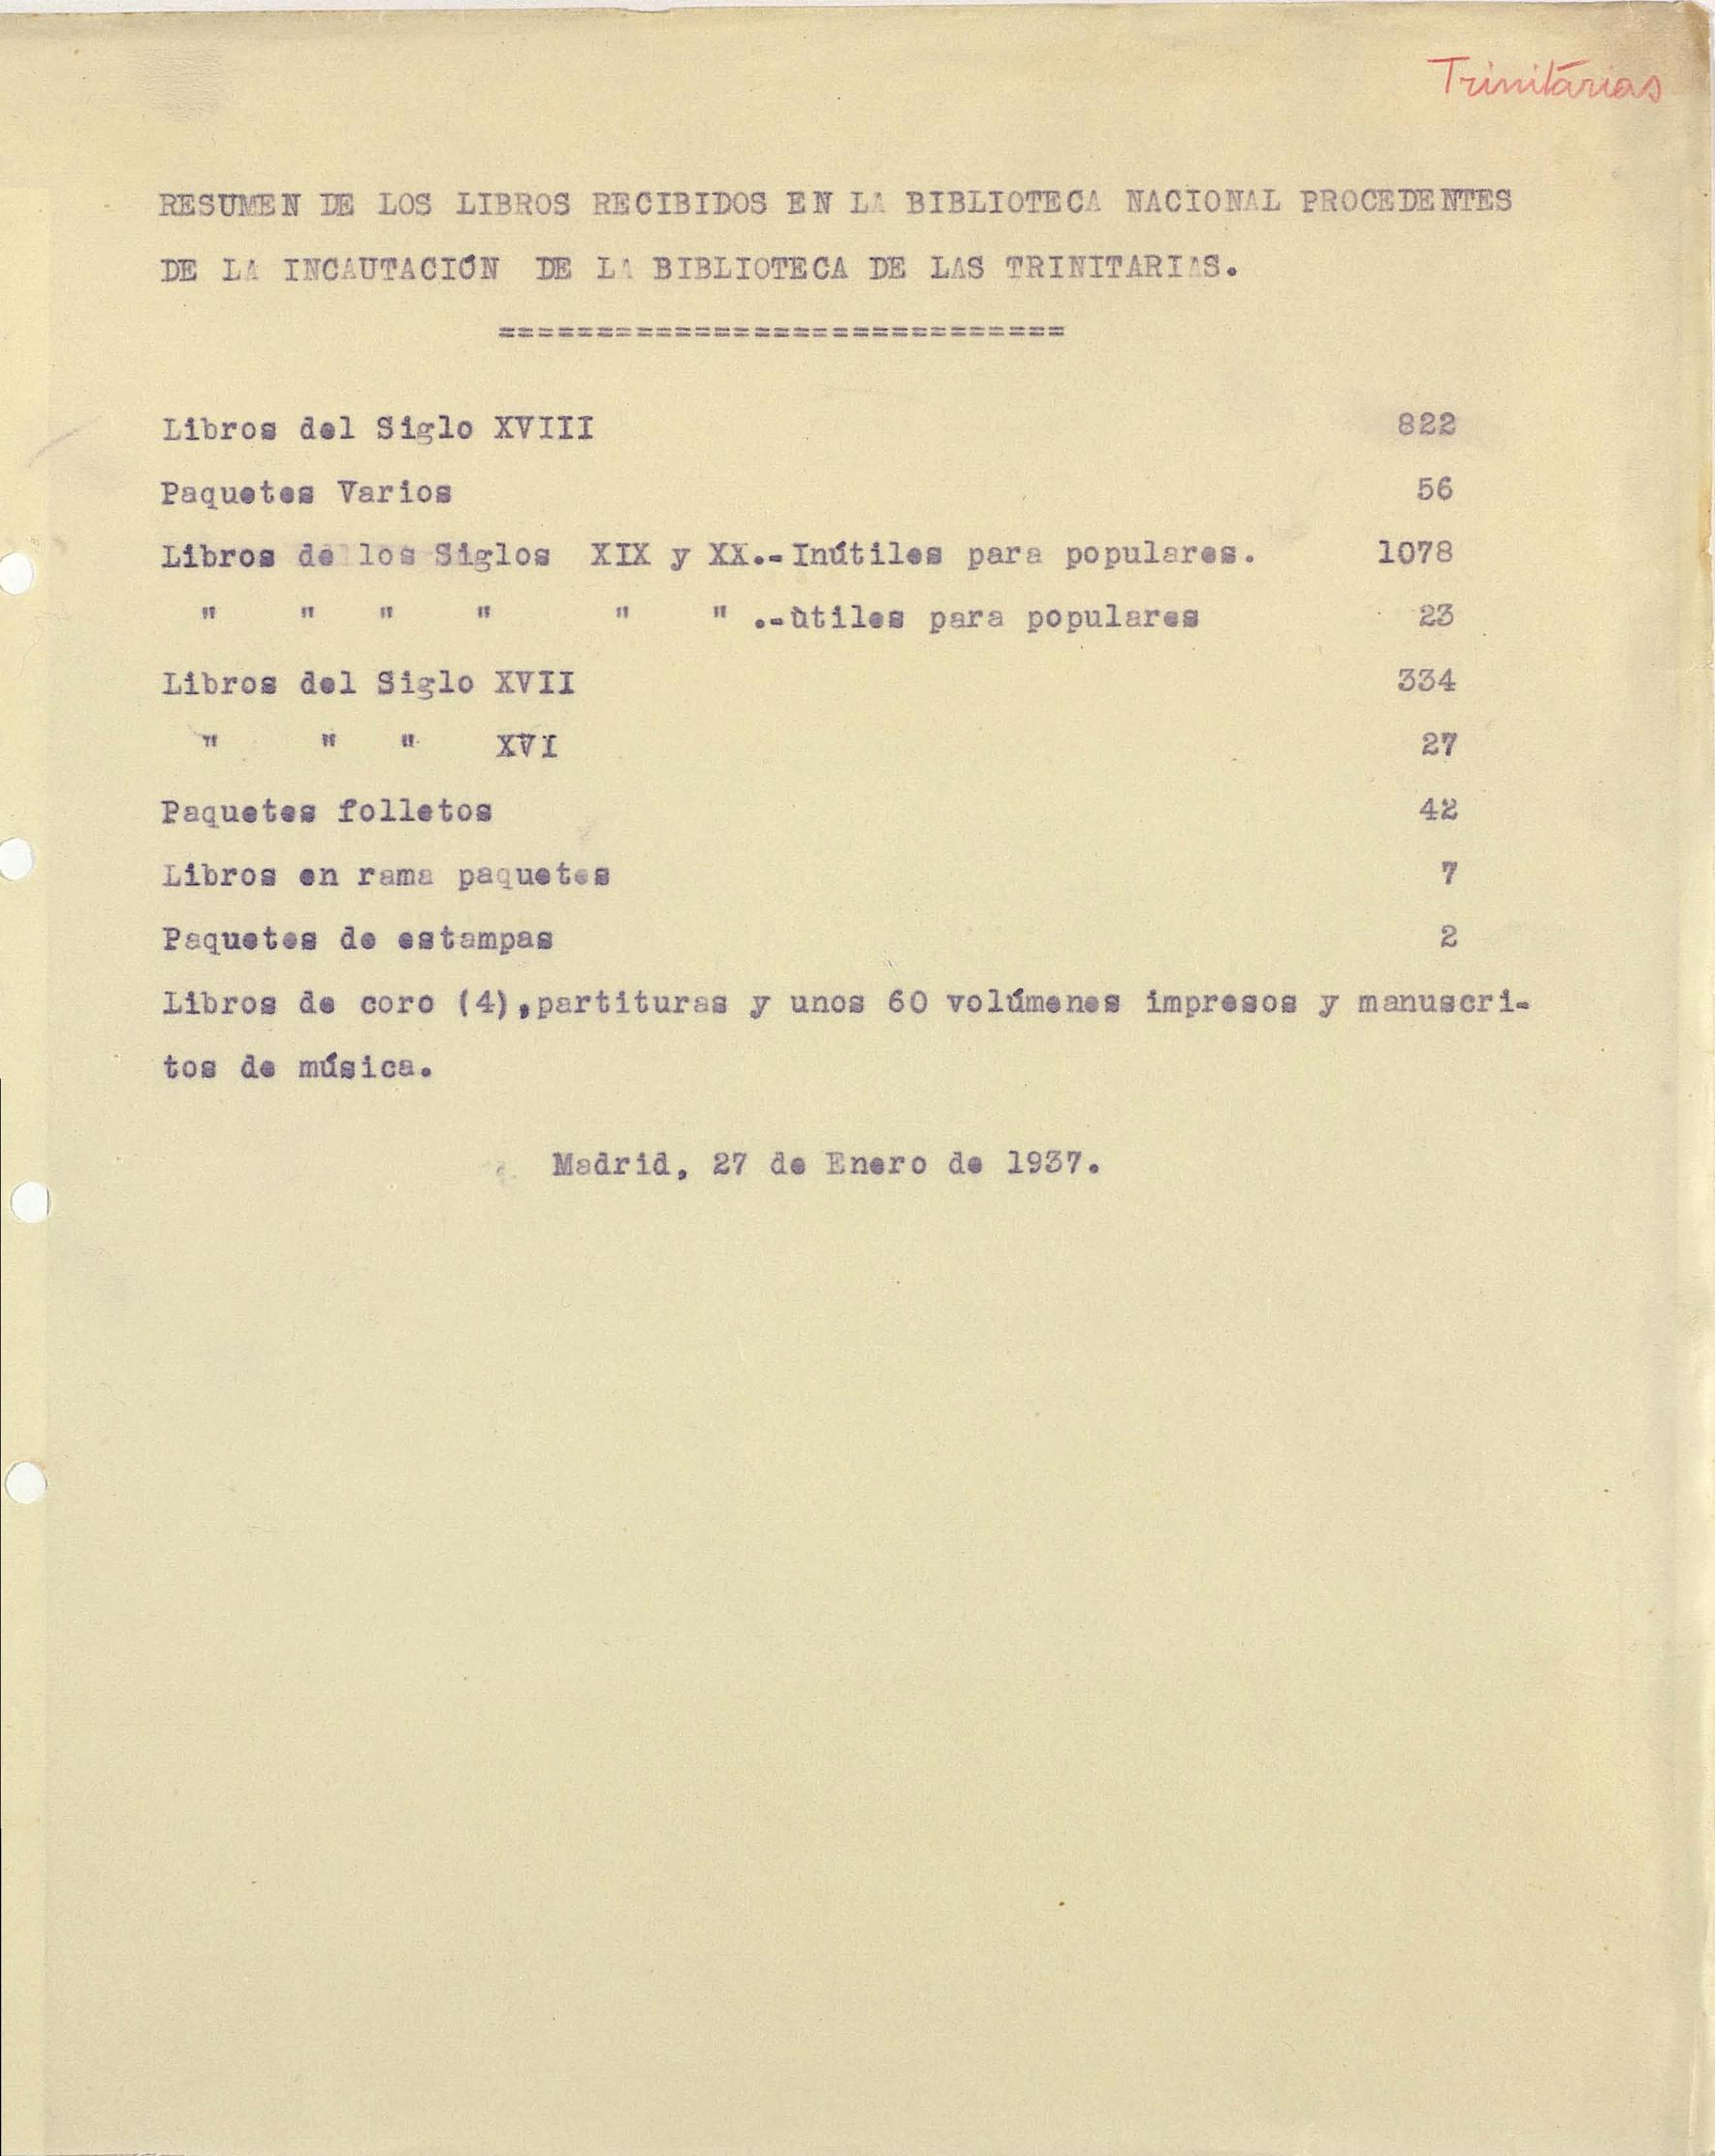 Trinitárias
RESUMEN DE LOS LIBROS RECIBIDOS EN LA BIBLIOTECA NACIONAL PROCEDENTES
DE LA INCAUTACIÓN DE LA BIBLIOTECA DE LAS TRINITARIAS.
=============================
Libros del Siglo XVIII 822
Paquetes Varios 56
Libros de los Siglos XIX y XX.-Inútiles para populares. 1078
" " " " " " .-ùtiles para populares 23
Libros del Siglo XVII 334
" " " XVI 27
Paquetes folletos 42
Libros en rama paquetes 7
Paquetes de estampas 2
Libros de coro (4),partituras y unos 60 volúmenes impresos y manuscri-
tos de música.
Madrid, 27 de Enero de 1937.